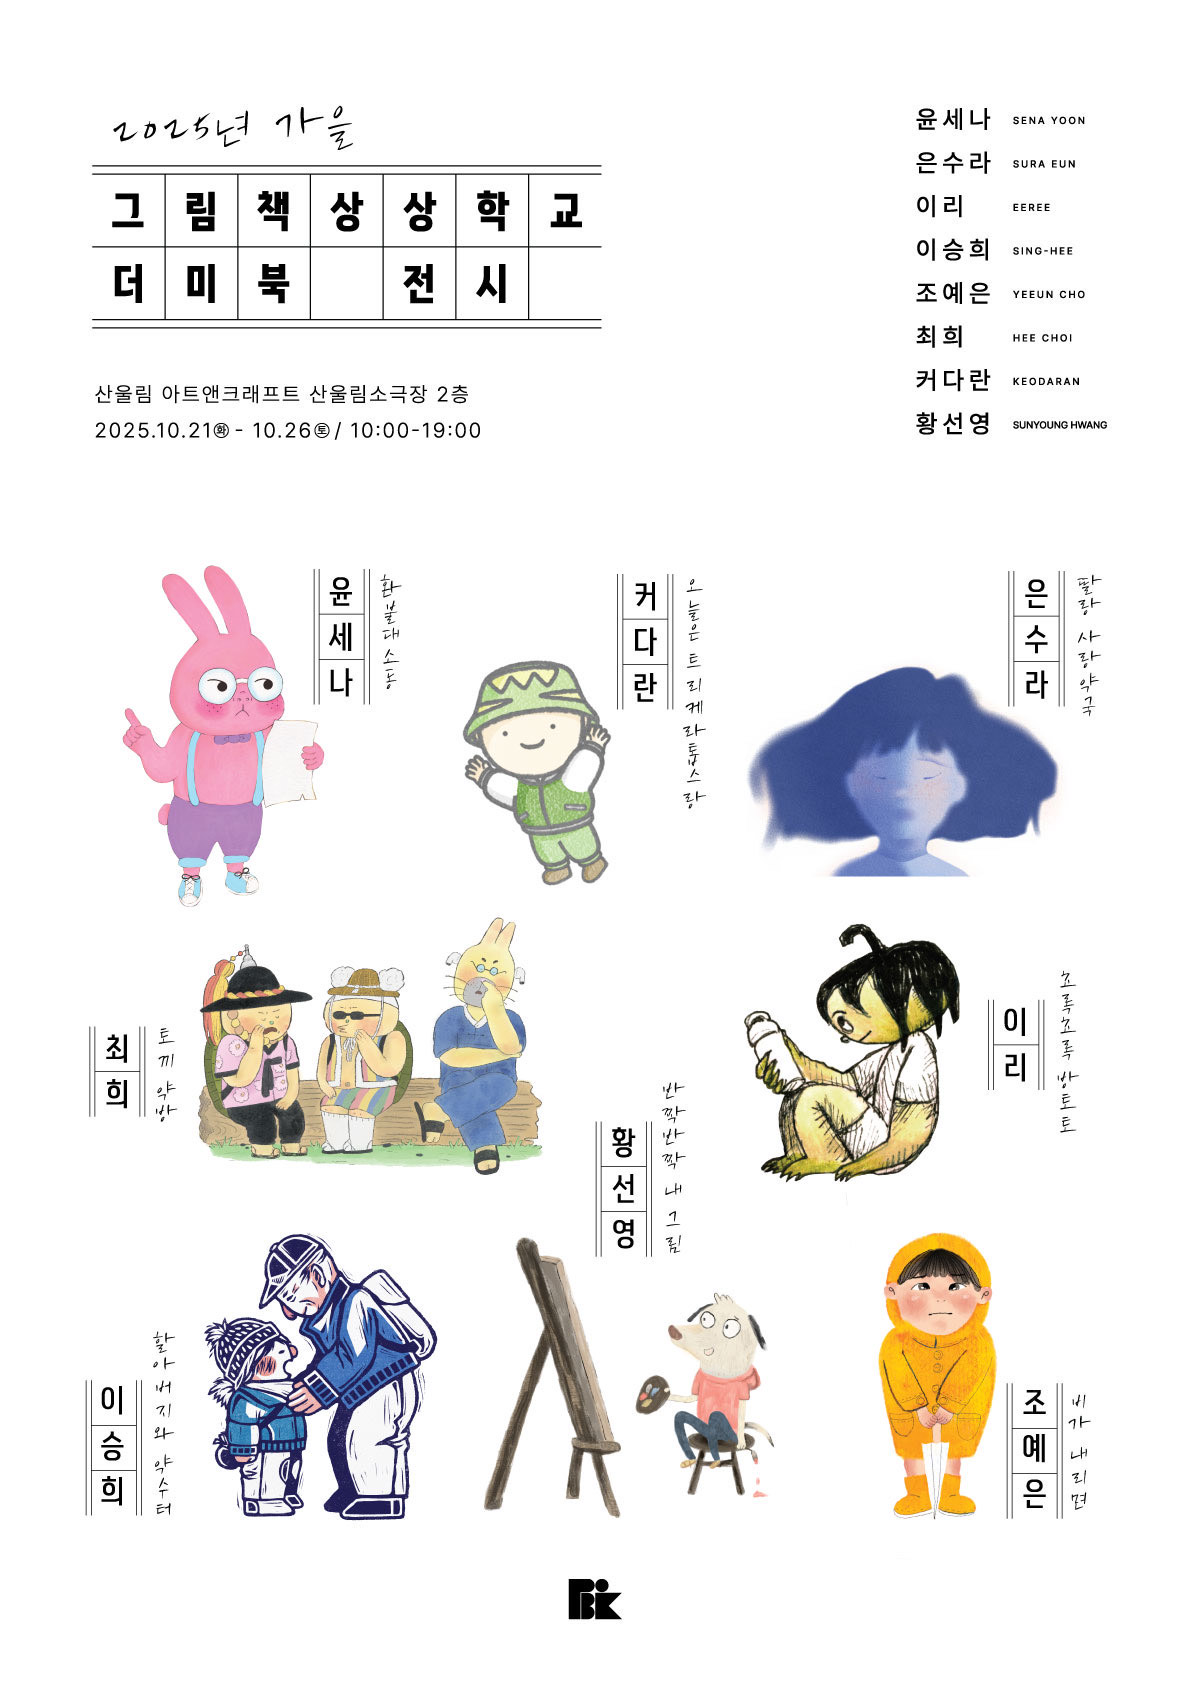 2025년 가을
그림책상상학교
더미북 전시
산울림 아트앤크래프트 산울림소극장 2층
2025.10.21㊋ - 10.26㊏ / 10:00-19:00
윤세나 SENA YOON
은수라 SURA EUN
이리 EEREE
이승희 SING-HEE
조예은 YEEUN CHO
최희 HEE CHOI
커다란 KEODARAN
황선영 SUNYOUNG HWANG
윤세나
환불대소동
커다란
오늘은 트리케라톱스랑
은수라
팔랑 사랑약국
최희
토끼 약방
황선영
반짝반짝 내 그림
이리
초록초록 방토토
이승희
할아버지와 약수터
조예은
비가 내리면
PBIK